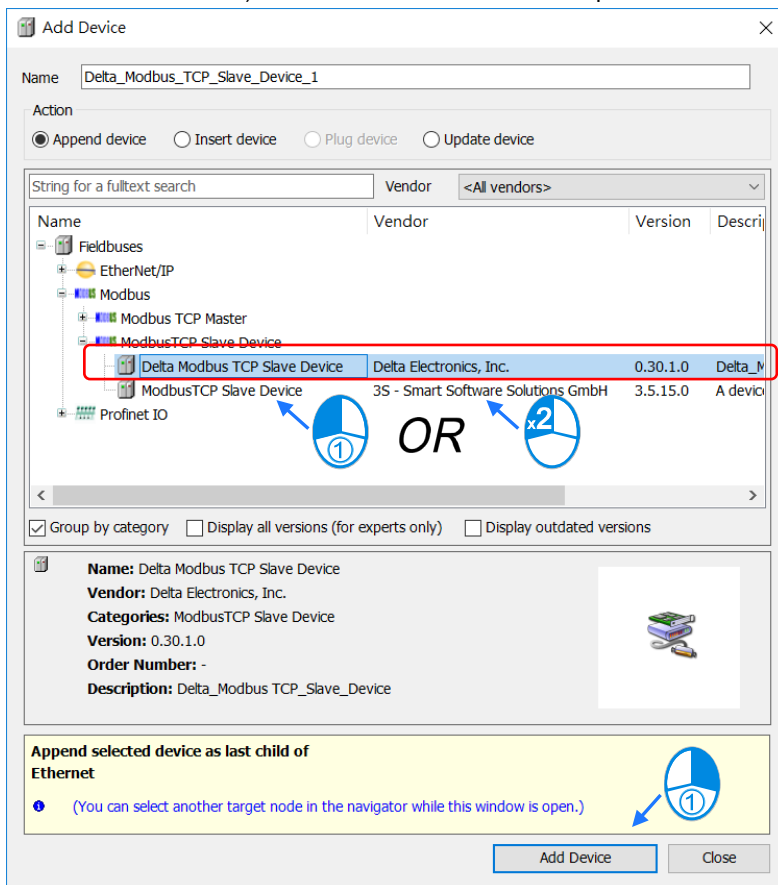 Add Device
Name Delta_Modbus_TCP_Slave_Device_1
Action
Append device Insert device Plug device Update device
String for a fulltext search Vendor <All vendors>
Name Vendor Version Descri
Fieldbuses
EtherNet/IP
Modbus
Modbus TCP Master
ModbusTCP Slave Device
Delta Modbus TCP Slave Device Delta Electronics, Inc. 0.30.1.0 Delta_M
ModbusTCP Slave Device 3S - Smart Software Solutions GmbH 3.5.15.0 A device
Profinet IO
① OR x2
Group by category Display all versions (for experts only) Display outdated versions
Name: Delta Modbus TCP Slave Device
Vendor: Delta Electronics, Inc.
Categories: ModbusTCP Slave Device
Version: 0.30.1.0
Order Number: -
Description: Delta_Modbus TCP_Slave_Device
Append selected device as last child of
Ethernet
(You can select another target node in the navigator while this window is open.)
①
Add Device Close